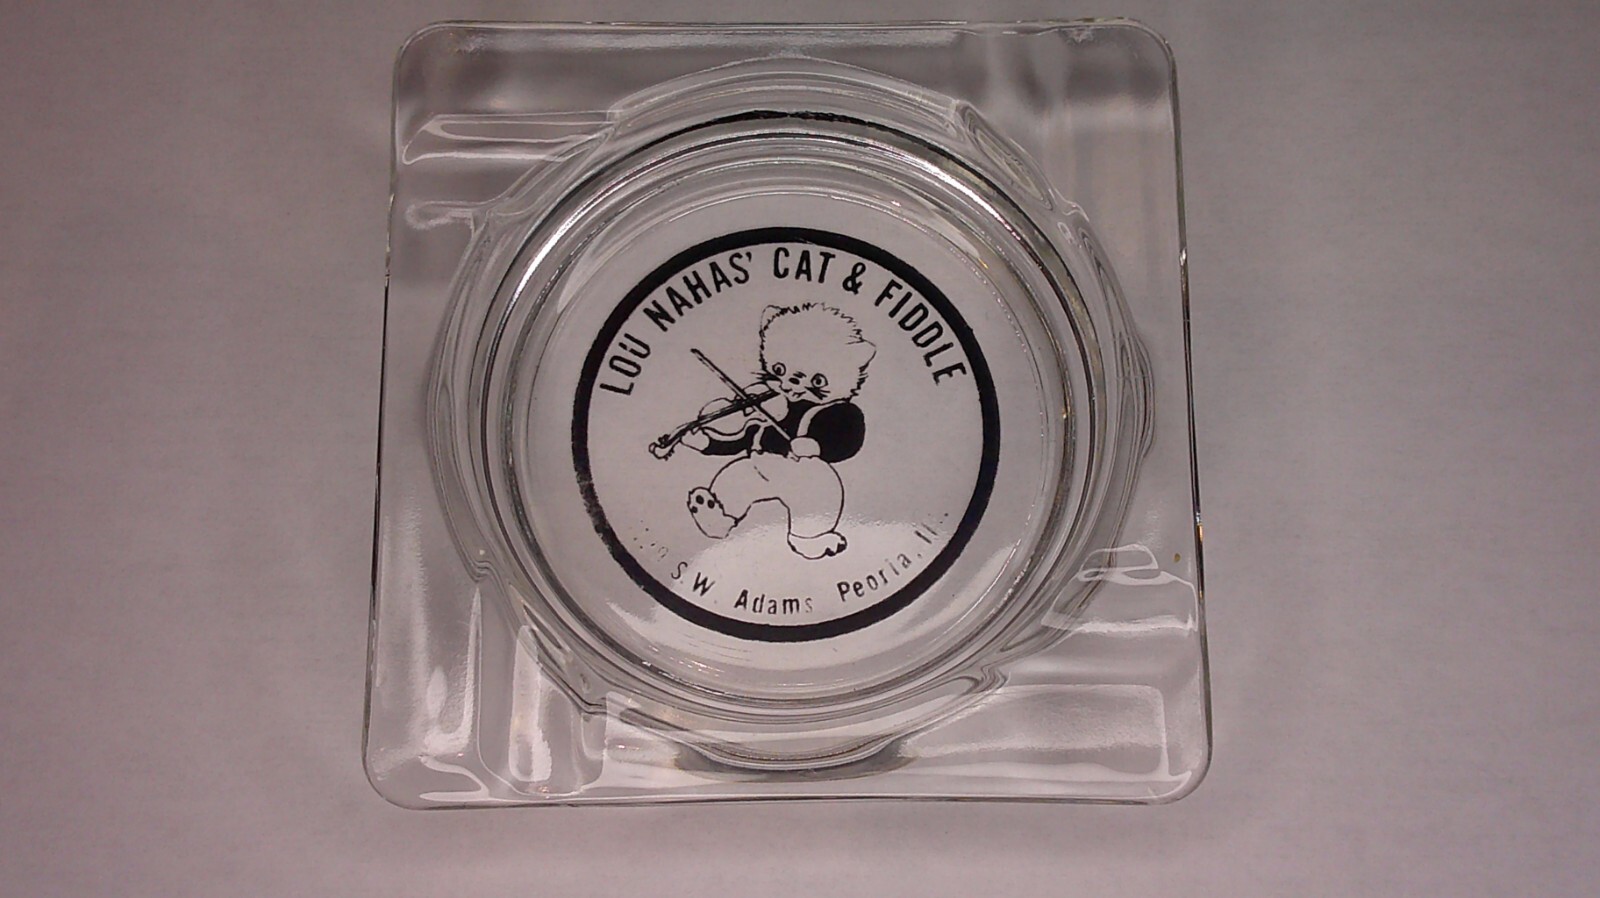 LOU NAHAS' CAT & FIDDLE
S.W. Adams Peoria, Ill.